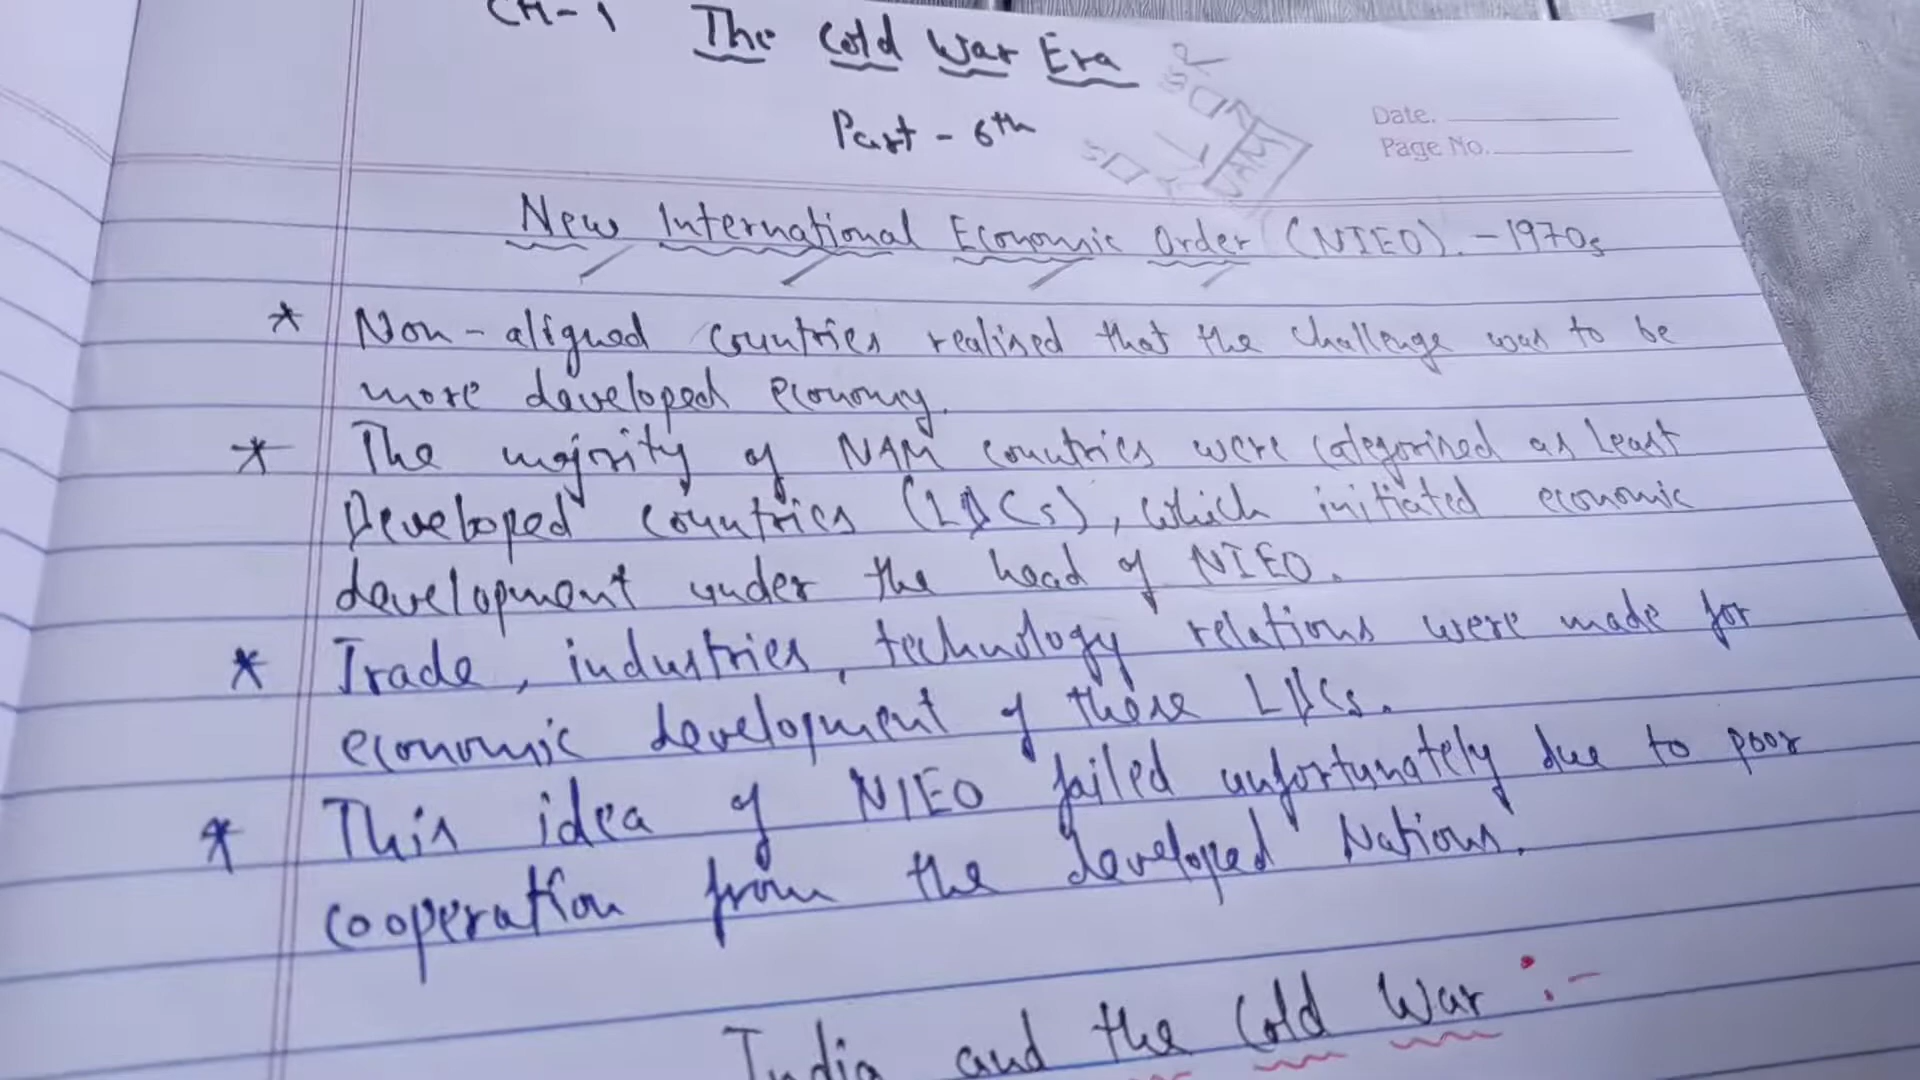 CH-1 The Cold War Era
Part - 6th
Date.
Page No.
New International Economic Order (NIEO). - 1970s
* Non-aligned countries realised that the challenge was to be
more developed economy.
* The majority of NAM countries were categorised as Least
Developed countries (LDCs), which initiated economic
development under the head of NIEO.
* Trade, industries, technology relations were made for
economic development of these LDCs.
* This idea of NIEO failed unfortunately due to poor
cooperation from the developed Nations.
India and the Cold War :-